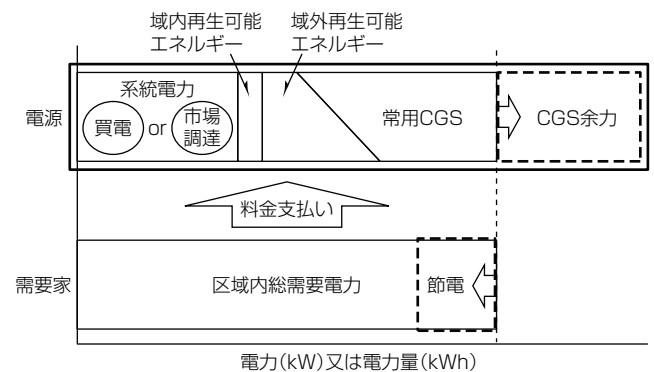 域内再生可能
エネルギー
域外再生可能
エネルギー
電源
系統電力
買電
or
市場
調達
常用CGS
CGS余力
料金支払い
需要家
区域内総需要電力
節電
電力(kW)又は電力量(kWh)